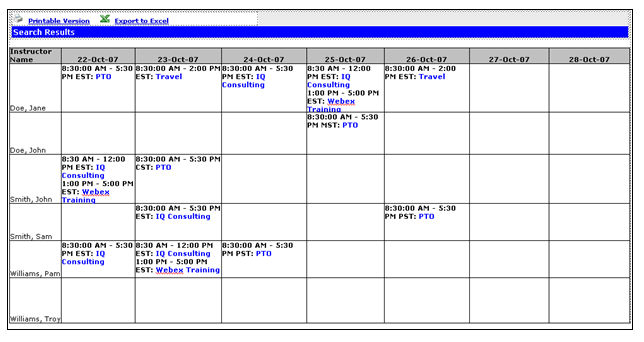 Printable Version Export to Excel
Search Results
Instructor
Name 22-Oct-07 23-Oct-07 24-Oct-07 25-Oct-07 26-Oct-07 27-Oct-07 28-Oct-07
8:30:00 AM - 5:30 8:30:00 AM - 2:00 PM 8:30:00 AM - 5:30 8:30 AM - 12:00 8:30:00 AM - 2:00
PM EST: PTO EST: Travel PM EST: IQ PM EST: IQ PM EST: Travel
Consulting Consulting
1:00 PM - 5:00 PM
EST: Webex
Doe, Jane Training
8:30:00 AM - 5:30
PM MST: PTO
Doe, John
8:30 AM - 12:00 8:30:00 AM - 5:30 PM
PM EST: IQ CST: PTO
Consulting
1:00 PM - 5:00 PM
EST: Webex
Smith, John Training
8:30:00 AM - 5:30 PM 8:30:00 AM - 5:30
EST: IQ Consulting PM PST: PTO
Smith, Sam
8:30:00 AM - 5:30 8:30 AM - 12:00 PM 8:30:00 AM - 5:30
PM EST: IQ EST: IQ Consulting PM PST: PTO
Consulting 1:00 PM - 5:00 PM
Williams, Pam EST: Webex Training
Williams, Troy